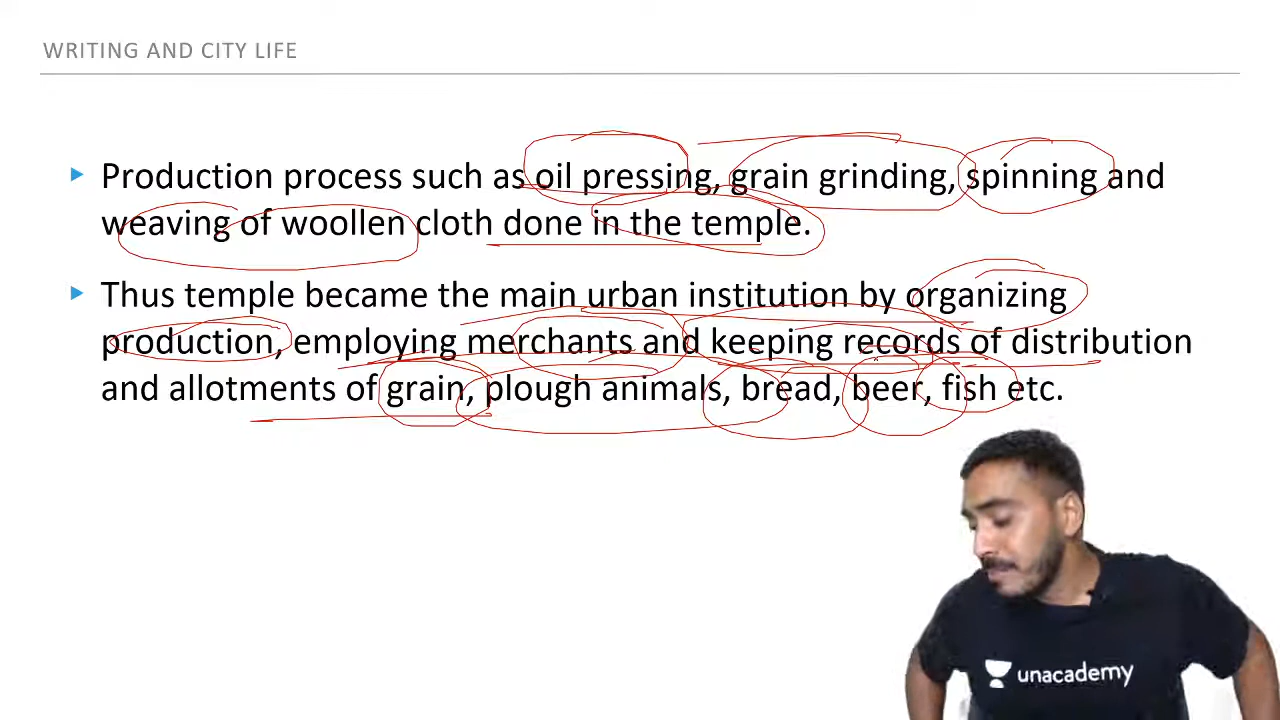 WRITING AND CITY LIFE
Production process such as oil pressing, grain grinding, spinning and
weaving of woollen cloth done in the temple.
Thus temple became the main urban institution by organizing
production, employing merchants and keeping records of distribution
and allotments of grain, plough animals, bread, beer, fish etc.
unacademy